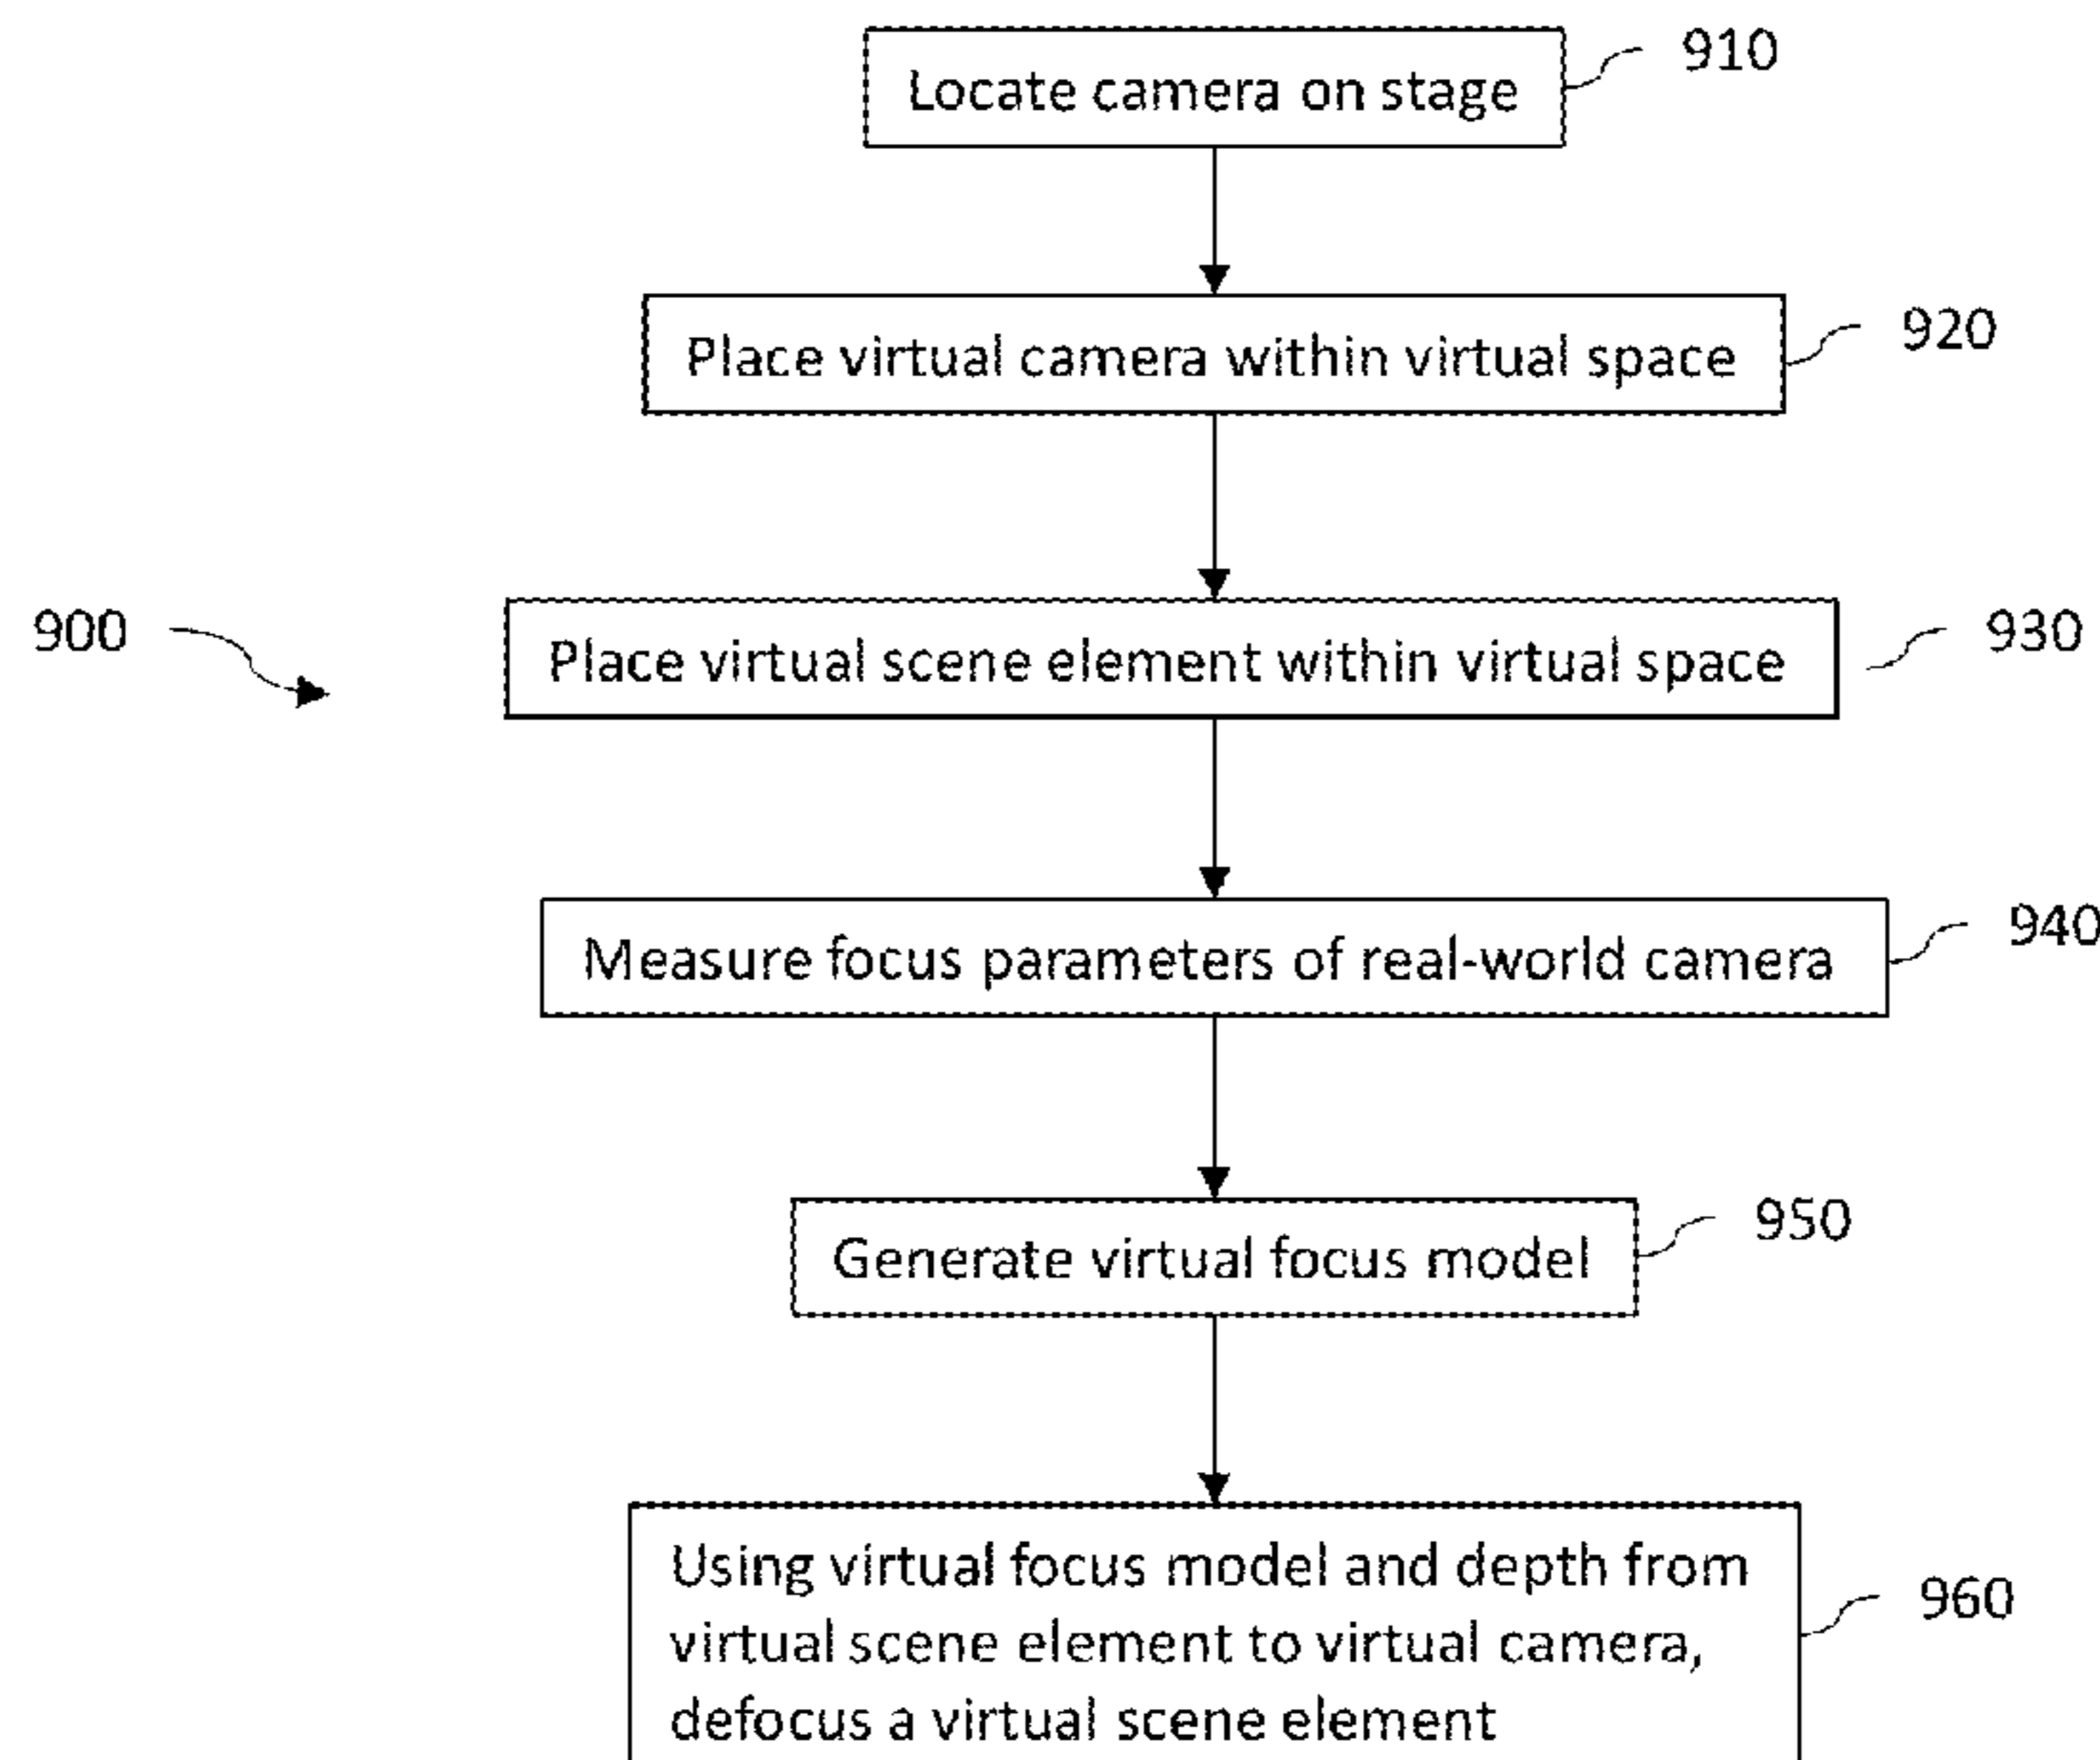 910
Locate camera on stage
920
Place virtual camera within virtual space
900
930
Place virtual scene element within virtual space
940
Measure focus parameters of real-world camera
950
Generate virtual focus model
960
Using virtual focus model and depth from
virtual scene element to virtual camera,
defocus a virtual scene element